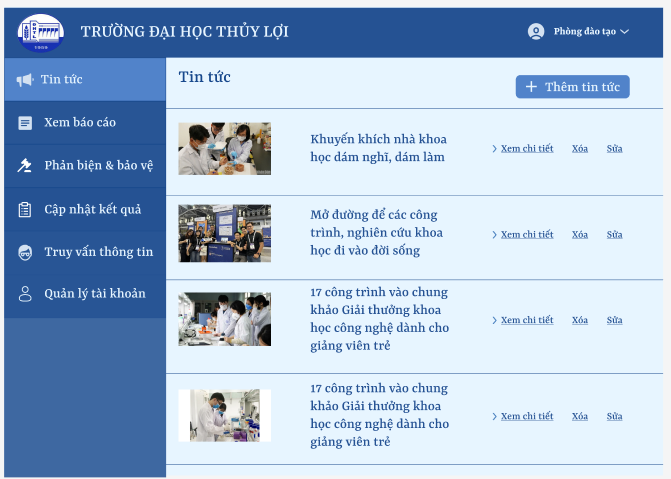 TRƯỜNG ĐẠI HỌC THỦY LỢI
Phòng đào tạo
Tin tức
Xem báo cáo
Phản biện & bảo vệ
Cập nhật kết quả
Truy vấn thông tin
Quản lý tài khoản
Tin tức
+ Thêm tin tức
Khuyến khích nhà khoa
học dám nghĩ, dám làm
> Xem chi tiết Xóa Sửa
Mở đường để các công
trình, nghiên cứu khoa
học đi vào đời sống
> Xem chi tiết Xóa Sửa
17 công trình vào chung
khảo Giải thưởng khoa
học công nghệ dành cho
giảng viên trẻ
> Xem chi tiết Xóa Sửa
17 công trình vào chung
khảo Giải thưởng khoa
học công nghệ dành cho
giảng viên trẻ
> Xem chi tiết Xóa Sửa